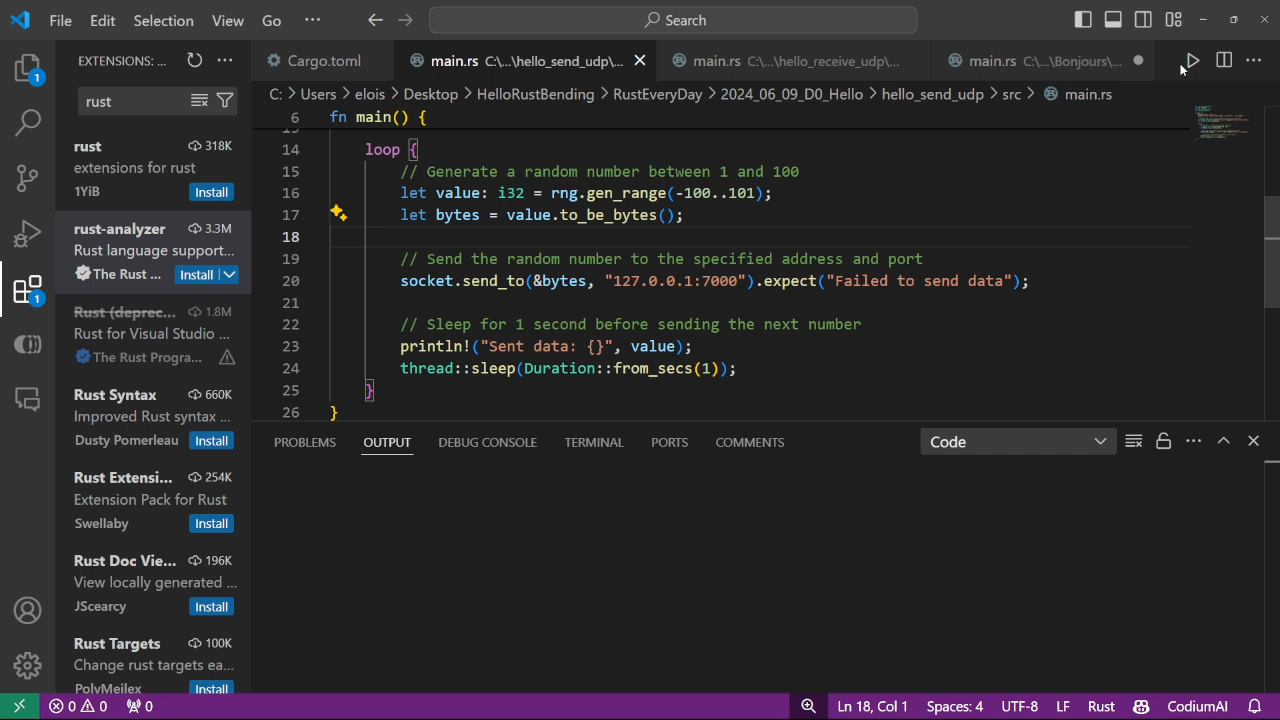 File Edit Selection View Go ··· Search
EXTENSIONS: ... ···
rust
rust 318K
extensions for rust
1YiB Install
rust-analyzer 3.3M
Rust language support...
The Rust ... Install
Rust (deprec... 1.8M
Rust for Visual Studio ...
The Rust Progra...
Rust Syntax 660K
Improved Rust syntax ...
Dusty Pomerleau Install
Rust Extensi... 254K
Extension Pack for Rust
Swellaby Install
Rust Doc Vie... 196K
View locally generated ...
JScearcy Install
Rust Targets 100K
Change rust targets ea...
PolyMeilex Install
1
1
Cargo.toml main.rs C:\...\hello_send_udp\... main.rs C:\...\hello_receive_udp\... main.rs C:\...\Bonjours\... ···
C: > Users > elois > Desktop > HelloRustBending > RustEveryDay > 2024_06_09_D0_Hello > hello_send_udp > src > main.rs
6 fn main() {
15
14 loop {
15 // Generate a random number between 1 and 100
16 let value: i32 = rng.gen_range(-100..101);
17 let bytes = value.to_be_bytes();
18
19 // Send the random number to the specified address and port
20 socket.send_to(&bytes, "127.0.0.1:7000").expect("Failed to send data");
21
22 // Sleep for 1 second before sending the next number
23 println!("Sent data: {}", value);
24 thread::sleep(Duration::from_secs(1));
25 }
26 }
PROBLEMS OUTPUT DEBUG CONSOLE TERMINAL PORTS COMMENTS Code ···
0 0 0 Ln 18, Col 1 Spaces: 4 UTF-8 LF Rust CodiumAI